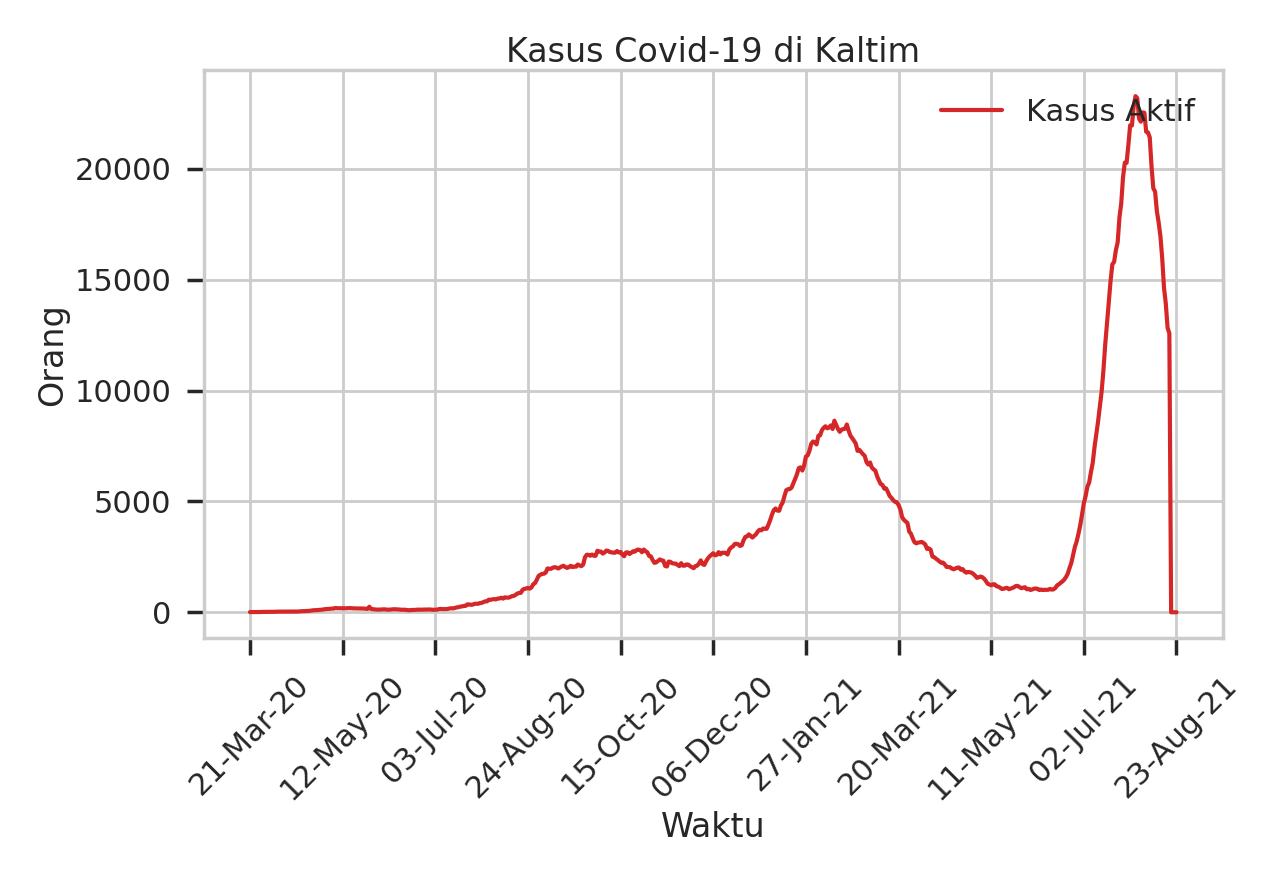 Kasus Covid-19 di Kaltim
Kasus Aktif
Orang
20000
15000
10000
5000
0
21-Mar-20
12-May-20
03-Jul-20
24-Aug-20
15-Oct-20
06-Dec-20
27-Jan-21
20-Mar-21
11-May-21
02-Jul-21
23-Aug-21
Waktu